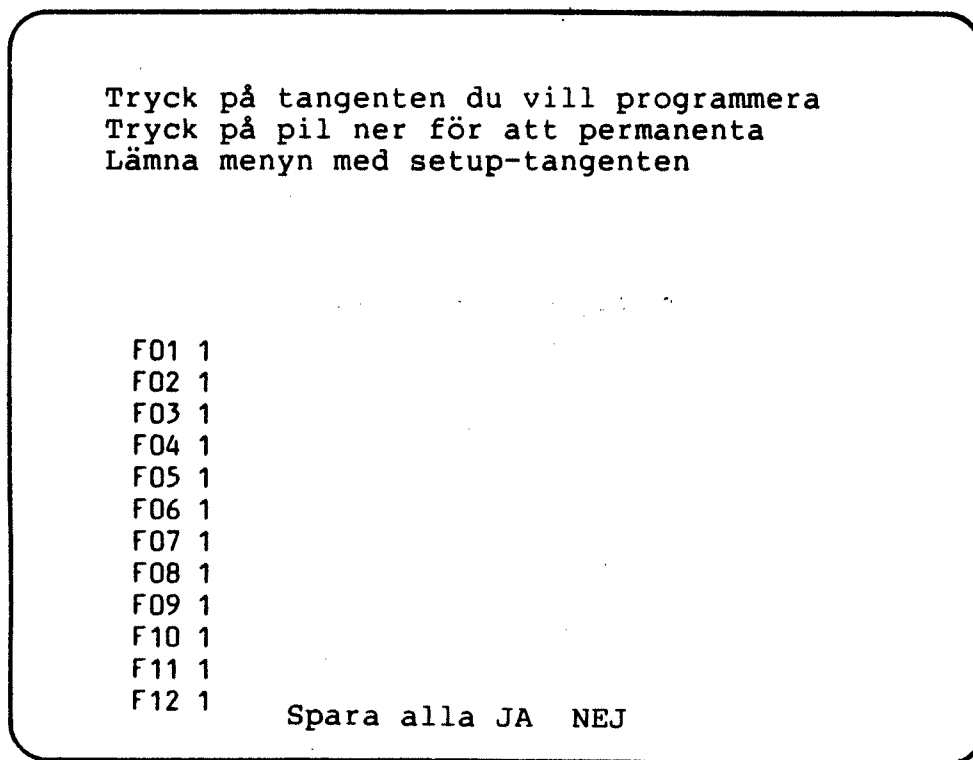 Tryck på tangenten du vill programmera
Tryck på pil ner för att permanenta
Lämna menyn med setup-tangenten
F01 1
F02 1
F03 1
F04 1
F05 1
F06 1
F07 1
F08 1
F09 1
F10 1
F11 1
F12 1
Spara alla JA NEJ